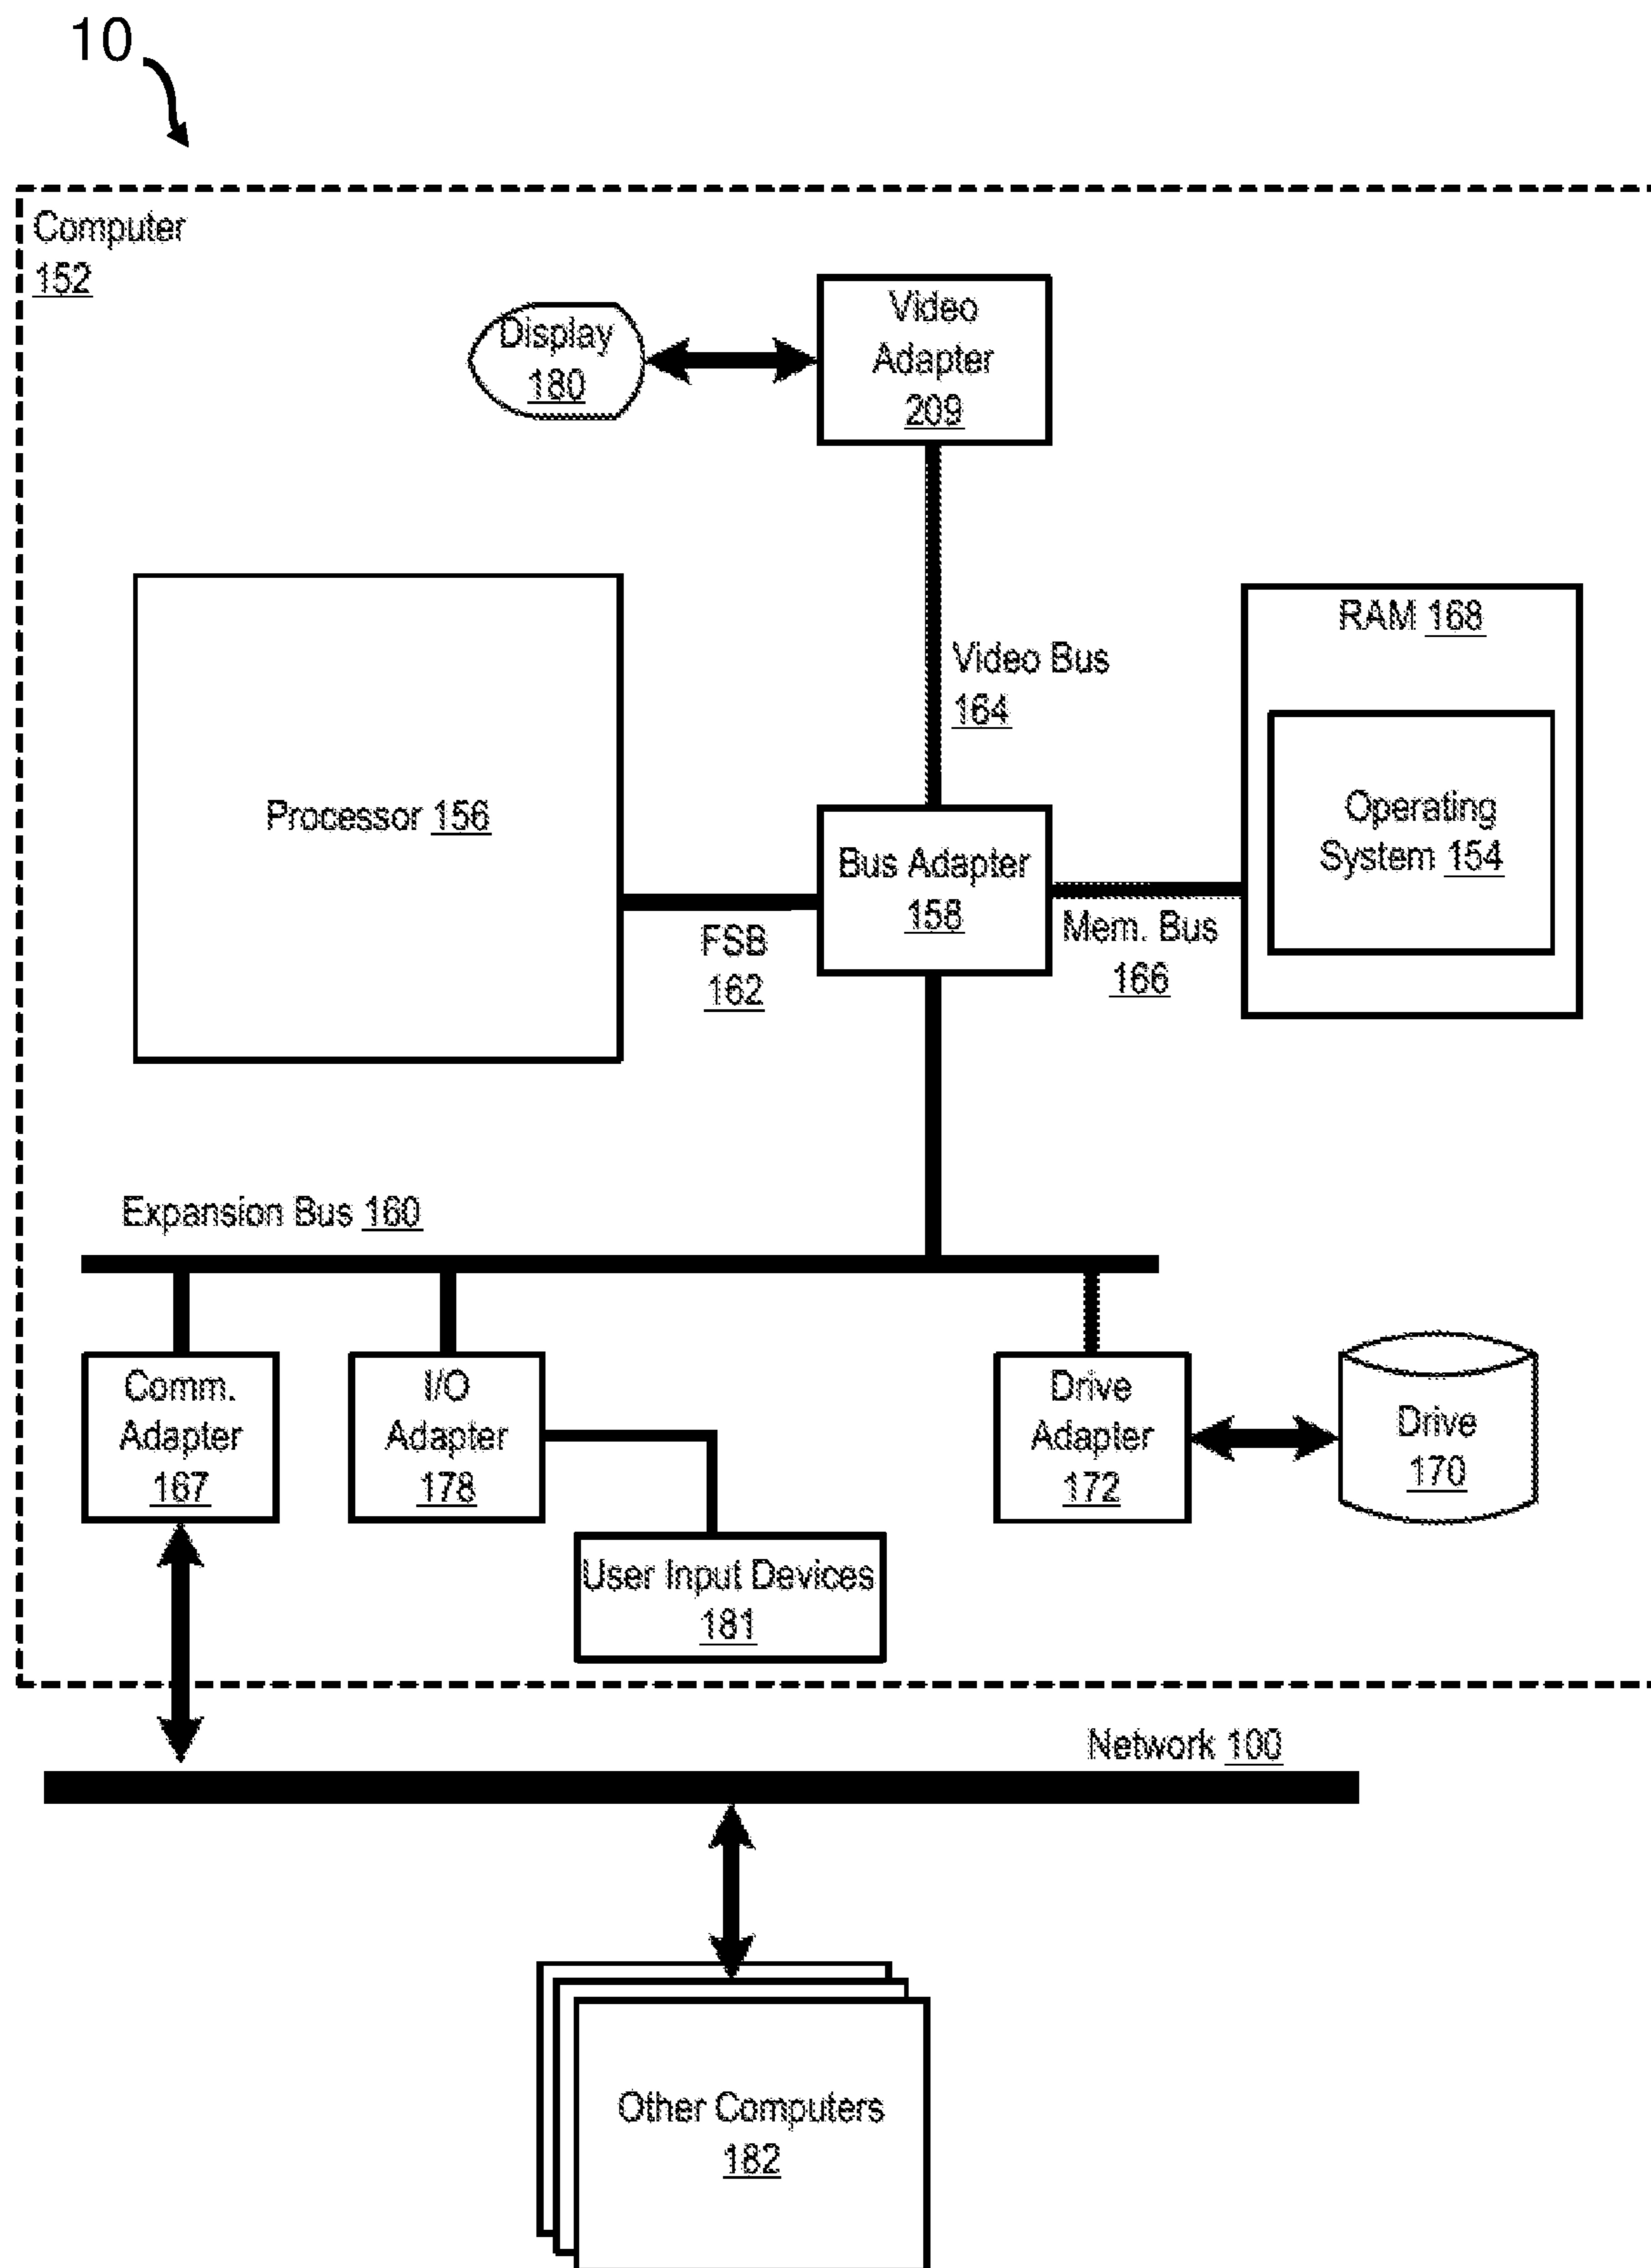 10
Computer
152
Display
180
Video
Adapter
209
Video Bus
164
RAM 168
Operating
System 154
Processor 156
Bus Adapter
158
FSB
162
Mem. Bus
166
Expansion Bus 160
Comm.
Adapter
167
I/O
Adapter
178
Drive
Adapter
172
Drive
170
User Input Devices
181
Network 100
Other Computers
182